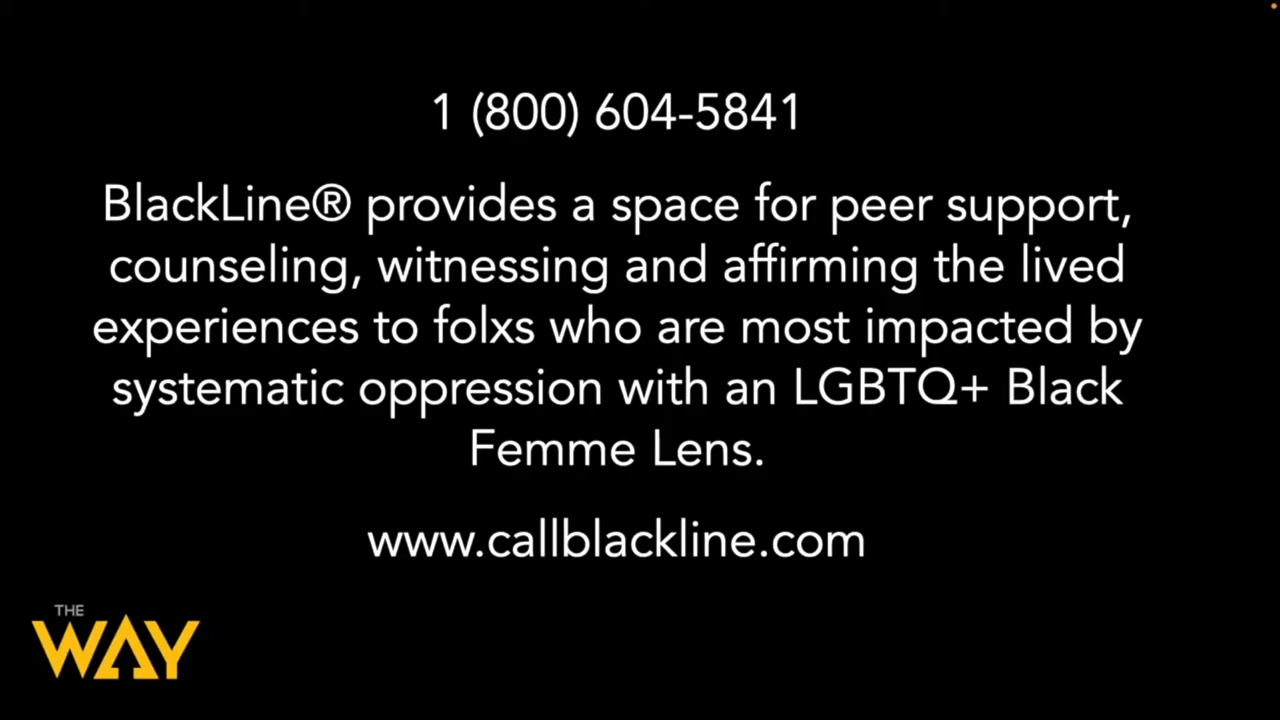 1 (800) 604-5841
BlackLine® provides a space for peer support,
counseling, witnessing and affirming the lived
experiences to folxs who are most impacted by
systematic oppression with an LGBTQ+ Black
Femme Lens.
www.callblackline.com
THE
WAY